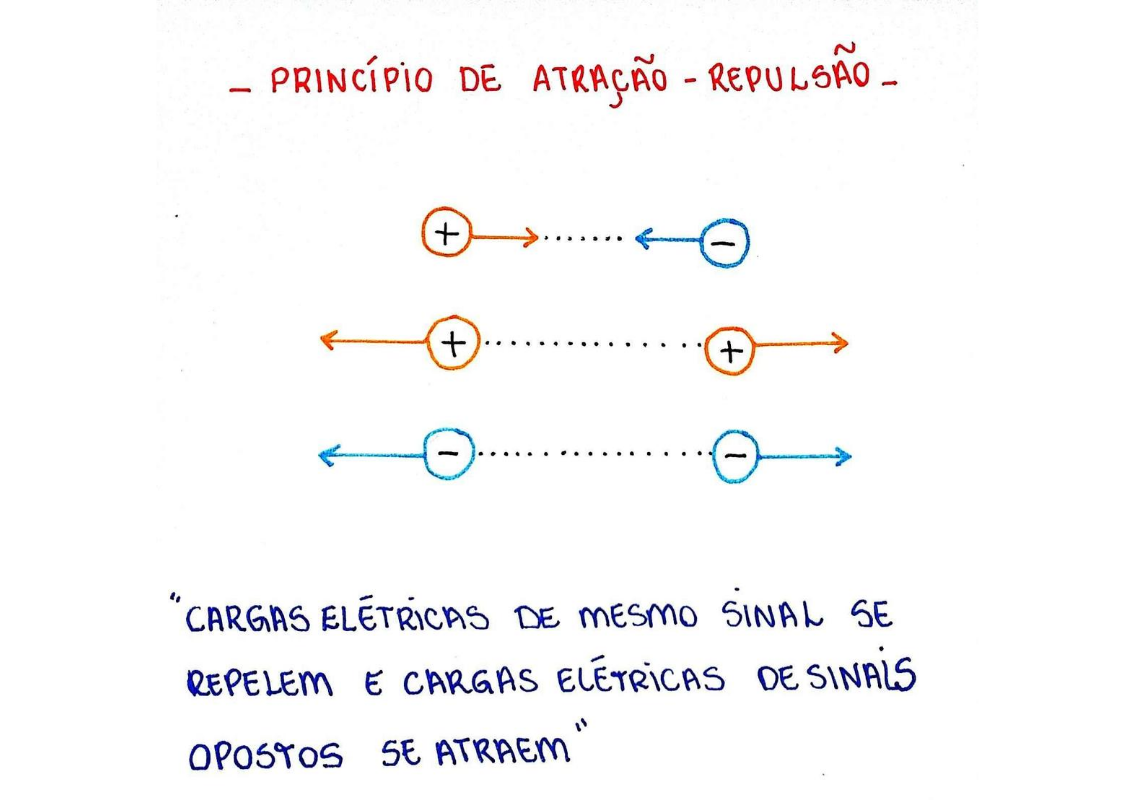 - PRINCÍPIO DE ATRAÇÃO - REPULSÃO -
+ -
+ +
- -
"CARGAS ELÉTRICAS DE MESMO SINAL SE
REPELEM E CARGAS ELÉTRICAS DE SINAIS
OPOSTOS SE ATRAEM"